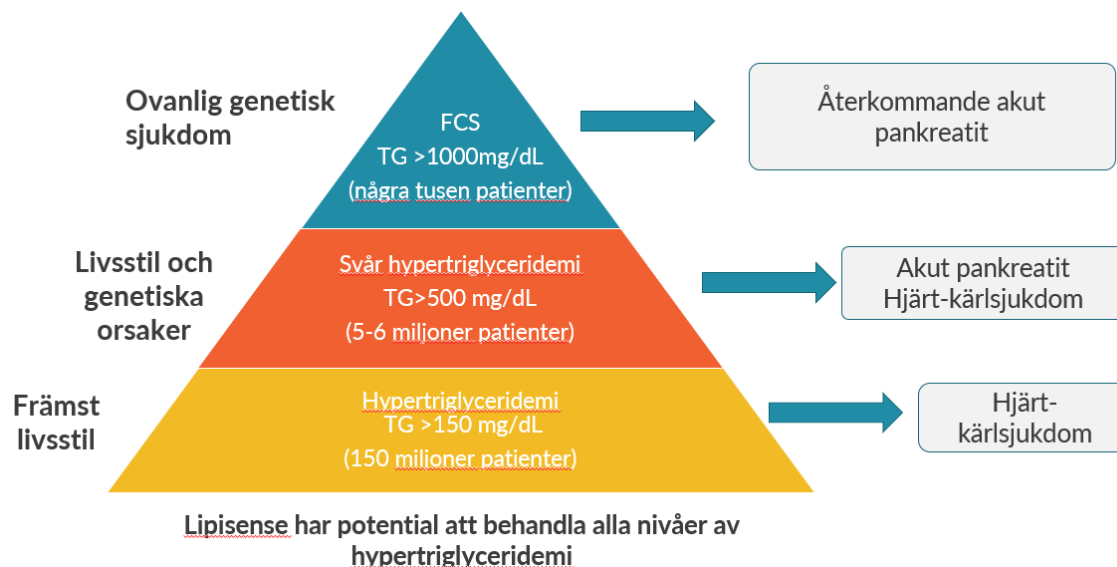 Ovanlig genetisk
sjukdom
FCS
TG >1000mg/dL
(några tusen patienter)
Återkommande akut
pankreatit
Livsstil och
genetiska
orsaker
Svår hypertriglyceridemi
TG>500 mg/dL
(5-6 miljoner patienter)
Akut pankreatit
Hjärt-kärlsjukdom
Främst
livsstil
Hypertriglyceridemi
TG >150 mg/dL
(150 miljoner patienter)
Hjärt-
kärlsjukdom
Lipisense har potential att behandla alla nivåer av
hypertriglyceridemi